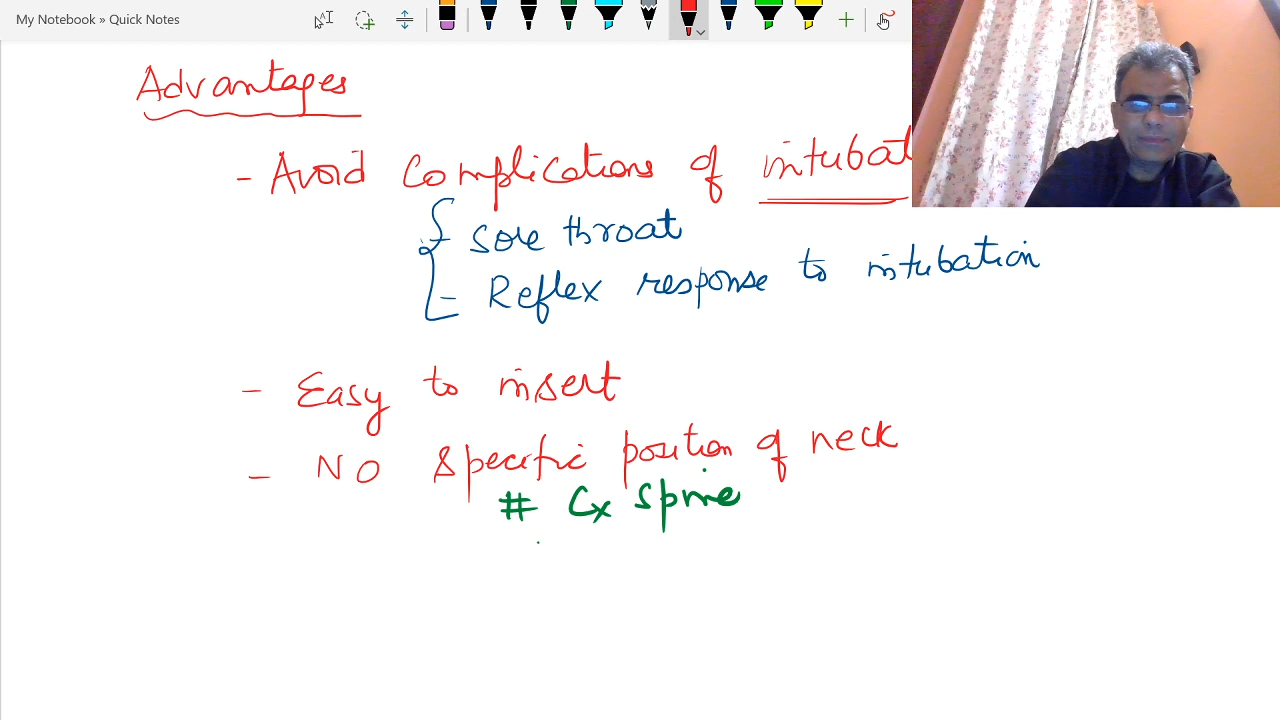 My Notebook » Quick Notes
Advantages
- Avoid Complications of intubat
Sore throat
- Reflex response to intubation
- Easy to insert
- NO Specific position of neck
# Cx Spine